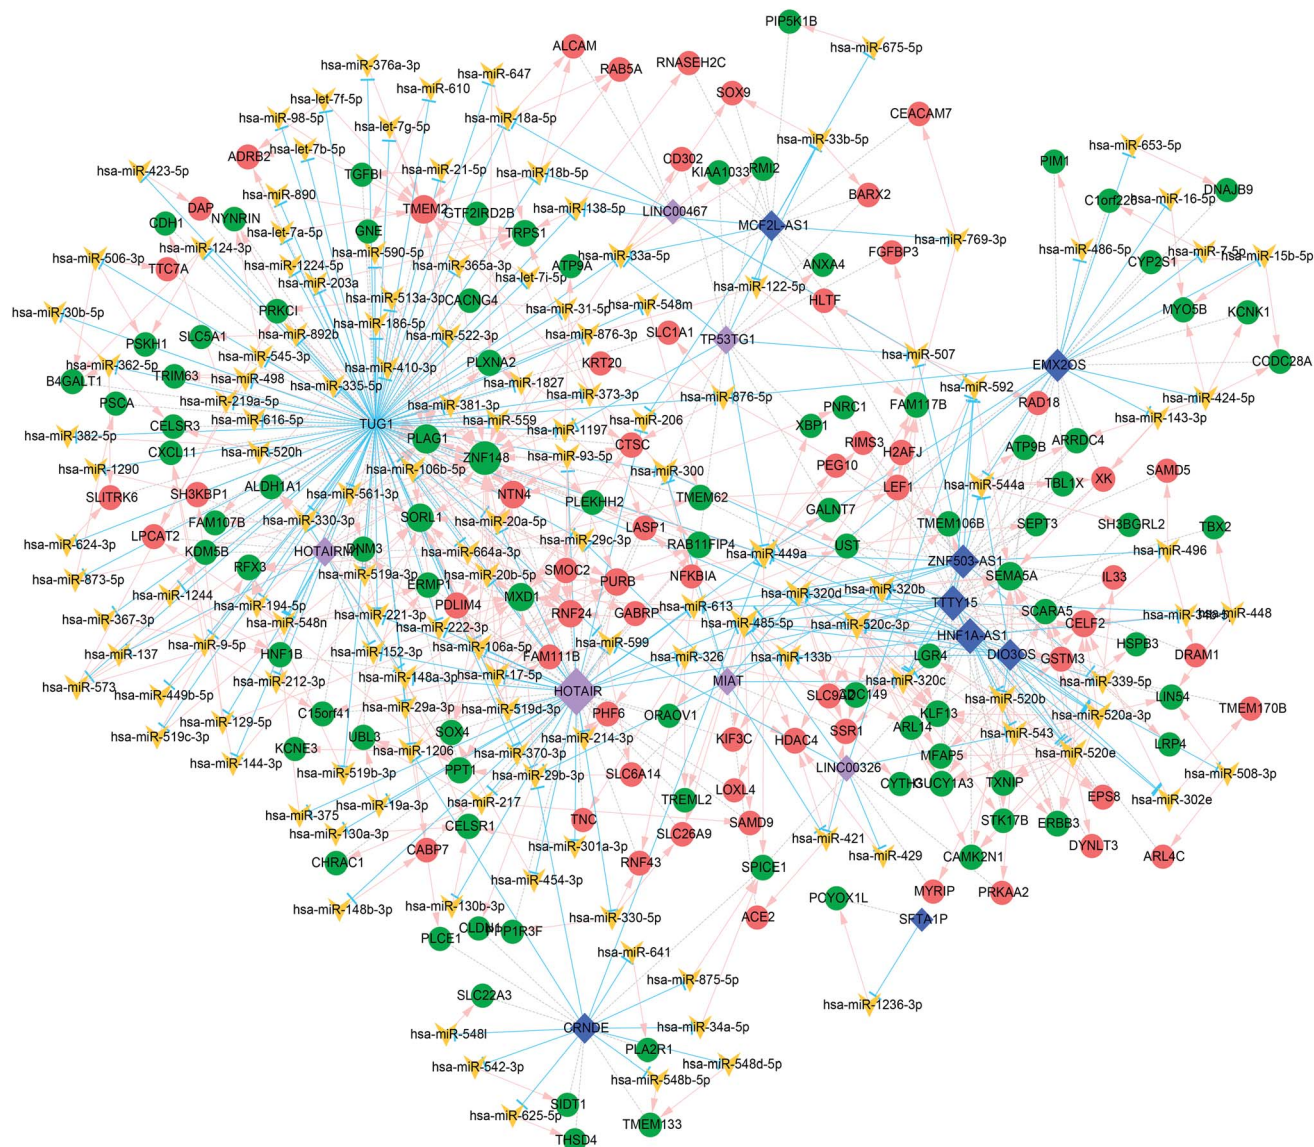 PIP5K1B
ALCAM
RAB5A
RNASEH2C
hsa-miR-675-5p
hsa-miR-376a-3p
hsa-miR-647
hsa-miR-610
SOX9
hsa-let-7f-5p
hsa-miR-98-5p
hsa-let-7g-5p
hsa-miR-18a-5p
CEACAM7
hsa-miR-33b-5p
hsa-miR-653-5p
hsa-let-7b-5p
ADRB2
CD302
KIAA1033
RMI2
PIM1
hsa-miR-423-5p
TGFBI
hsa-miR-21-5p
hsa-miR-18b-5p
DNAJB9
hsa-miR-890
BARX2
hsa-miR-16-5p
DAP
NYNRIN
CDH1
TMEM2
GTF2IRD2B
hsa-miR-138-5p
LINC00467
MCF2L-AS1
hsa-let-7a-5p
GNE
TRPS1
hsa-miR-769-3p
hsa-miR-124-3p
hsa-miR-590-5p
hsa-miR-33a-5p
FGFBP3
hsa-miR-486-5p
hsa-miR-7-5p
hsa-miR-15b-5p
hsa-miR-506-3p
TTC7A
hsa-miR-1224-5p
hsa-miR-365a-3p
ATP9A
ANXA4
CYP2S1
hsa-let-7i-5p
hsa-miR-203a
hsa-miR-122-5p
HLTF
hsa-miR-513a-3p
CACNG4
hsa-miR-31-5p
hsa-miR-548m
MYO5B
KCNK1
hsa-miR-30b-5p
PRKCI
hsa-miR-186-5p
hsa-miR-892b
hsa-miR-522-3p
hsa-miR-876-3p
SLC1A1
TP53TG1
PSKH1
SLC5A1
hsa-miR-545-3p
hsa-miR-507
hsa-miR-362-5p
hsa-miR-410-3p
PLXNA2
KRT20
EMX2OS
CCDC28A
B4GALT1
TRIM63
hsa-miR-498
hsa-miR-335-5p
hsa-miR-1827
hsa-miR-373-3p
hsa-miR-876-5p
hsa-miR-592
hsa-miR-424-5p
PSCA
hsa-miR-219a-5p
hsa-miR-381-3p
PNRC1
FAM117B
RAD18
hsa-miR-616-5p
TUG1
hsa-miR-559
hsa-miR-206
hsa-miR-143-3p
CELSR3
XBP1
hsa-miR-382-5p
PLAG1
hsa-miR-1197
CTSC
RIMS3
ATP9B
ARRDC4
CXCL11
hsa-miR-520h
ZNF148
hsa-miR-93-5p
H2AFJ
hsa-miR-1290
hsa-miR-106b-5p
hsa-miR-300
PEG10
XK
SAMD5
SLITRK6
SH3KBP1
ALDH1A1
hsa-miR-561-3p
NTN4
PLEKHH2
TMEM62
LEF1
hsa-miR-544a
TBL1X
FAM107B
hsa-miR-330-3p
SORL1
hsa-miR-20a-5p
LASP1
GALNT7
TMEM106B
SEPT3
SH3BGRL2
TBX2
LPCAT2
hsa-miR-29c-3p
RAB11FIP4
hsa-miR-624-3p
KDM5B
DNM3
hsa-miR-664a-3p
hsa-miR-449a
UST
hsa-miR-496
RFX3
hsa-miR-519a-3p
ERMP1
hsa-miR-20b-5p
SMOC2
PURB
NFKBIA
ZNF503-AS1
SEMA5A
IL33
hsa-miR-873-5p
hsa-miR-1244
hsa-miR-194-5p
MXD1
hsa-miR-320d
hsa-miR-320b
TTTY15
hsa-miR-367-3p
hsa-miR-548n
hsa-miR-221-3p
PDLIM4
RNF24
GABRP
hsa-miR-613
hsa-miR-485-5p
hsa-miR-520c-3p
SCARA5
CELF2
hsa-miR-448
hsa-miR-222-3p
HNF1A-AS1
hsa-miR-137
hsa-miR-9-5p
HNF1B
hsa-miR-152-3p
hsa-miR-106a-5p
hsa-miR-599
hsa-miR-326
hsa-miR-133b
LGR4
DIO3OS
GSTM3
HSPB3
DRAM1
FAM111B
hsa-miR-573
hsa-miR-212-3p
hsa-miR-148a-3p
hsa-miR-17-5p
MIAT
hsa-miR-320c
hsa-miR-339-5p
hsa-miR-449b-5p
HOTAIR
hsa-miR-520b
LIN54
C15orf41
hsa-miR-29a-3p
hsa-miR-519d-3p
PHF6
ORAOV1
KLF13
hsa-miR-520a-3p
TMEM170B
hsa-miR-129-5p
hsa-miR-519c-3p
SOX4
hsa-miR-214-3p
KIF3C
SSR1
ARL14
hsa-miR-543
UBL3
KCNE3
hsa-miR-1206
hsa-miR-370-3p
HDAC4
MFAP5
LRP4
hsa-miR-144-3p
hsa-miR-520e
hsa-miR-519b-3p
PPT1
hsa-miR-29b-3p
SLC6A14
LINC00326
hsa-miR-508-3p
CYTH3
GUCY1A3
TXNIP
LOXL4
TREML2
EPS8
hsa-miR-302e
hsa-miR-375
hsa-miR-19a-3p
hsa-miR-217
TNC
SAMD9
STK17B
ERBB3
hsa-miR-130a-3p
CELSR1
SLC26A9
hsa-miR-421
hsa-miR-301a-3p
DYNLT3
CABP7
hsa-miR-429
CHRAC1
RNF43
SPICE1
CAMK2N1
ARL4C
hsa-miR-454-3p
MYRIP
PRKAA2
hsa-miR-148b-3p
hsa-miR-130b-3p
PCYOX1L
hsa-miR-330-5p
ACE2
SFTA1P
CLDN1
PPP1R3F
PLCE1
hsa-miR-641
hsa-miR-875-5p
SLC22A3
hsa-miR-1236-3p
CRNDE
hsa-miR-34a-5p
hsa-miR-548l
PLA2R1
hsa-miR-542-3p
hsa-miR-548d-5p
hsa-miR-548b-5p
SIDT1
hsa-miR-625-5p
TMEM133
THSD4